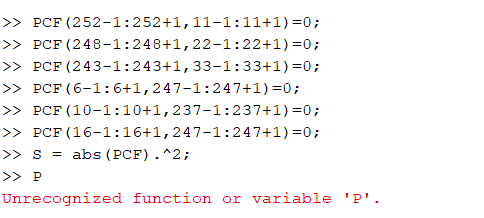 >> PCF(252-1:252+1,11-1:11+1)=0;
>> PCF(248-1:248+1,22-1:22+1)=0;
>> PCF(243-1:243+1,33-1:33+1)=0;
>> PCF(6-1:6+1,247-1:247+1)=0;
>> PCF(10-1:10+1,237-1:237+1)=0;
>> PCF(16-1:16+1,247-1:247+1)=0;
>> S = abs(PCF).^2;
>> P
Unrecognized function or variable 'P'.